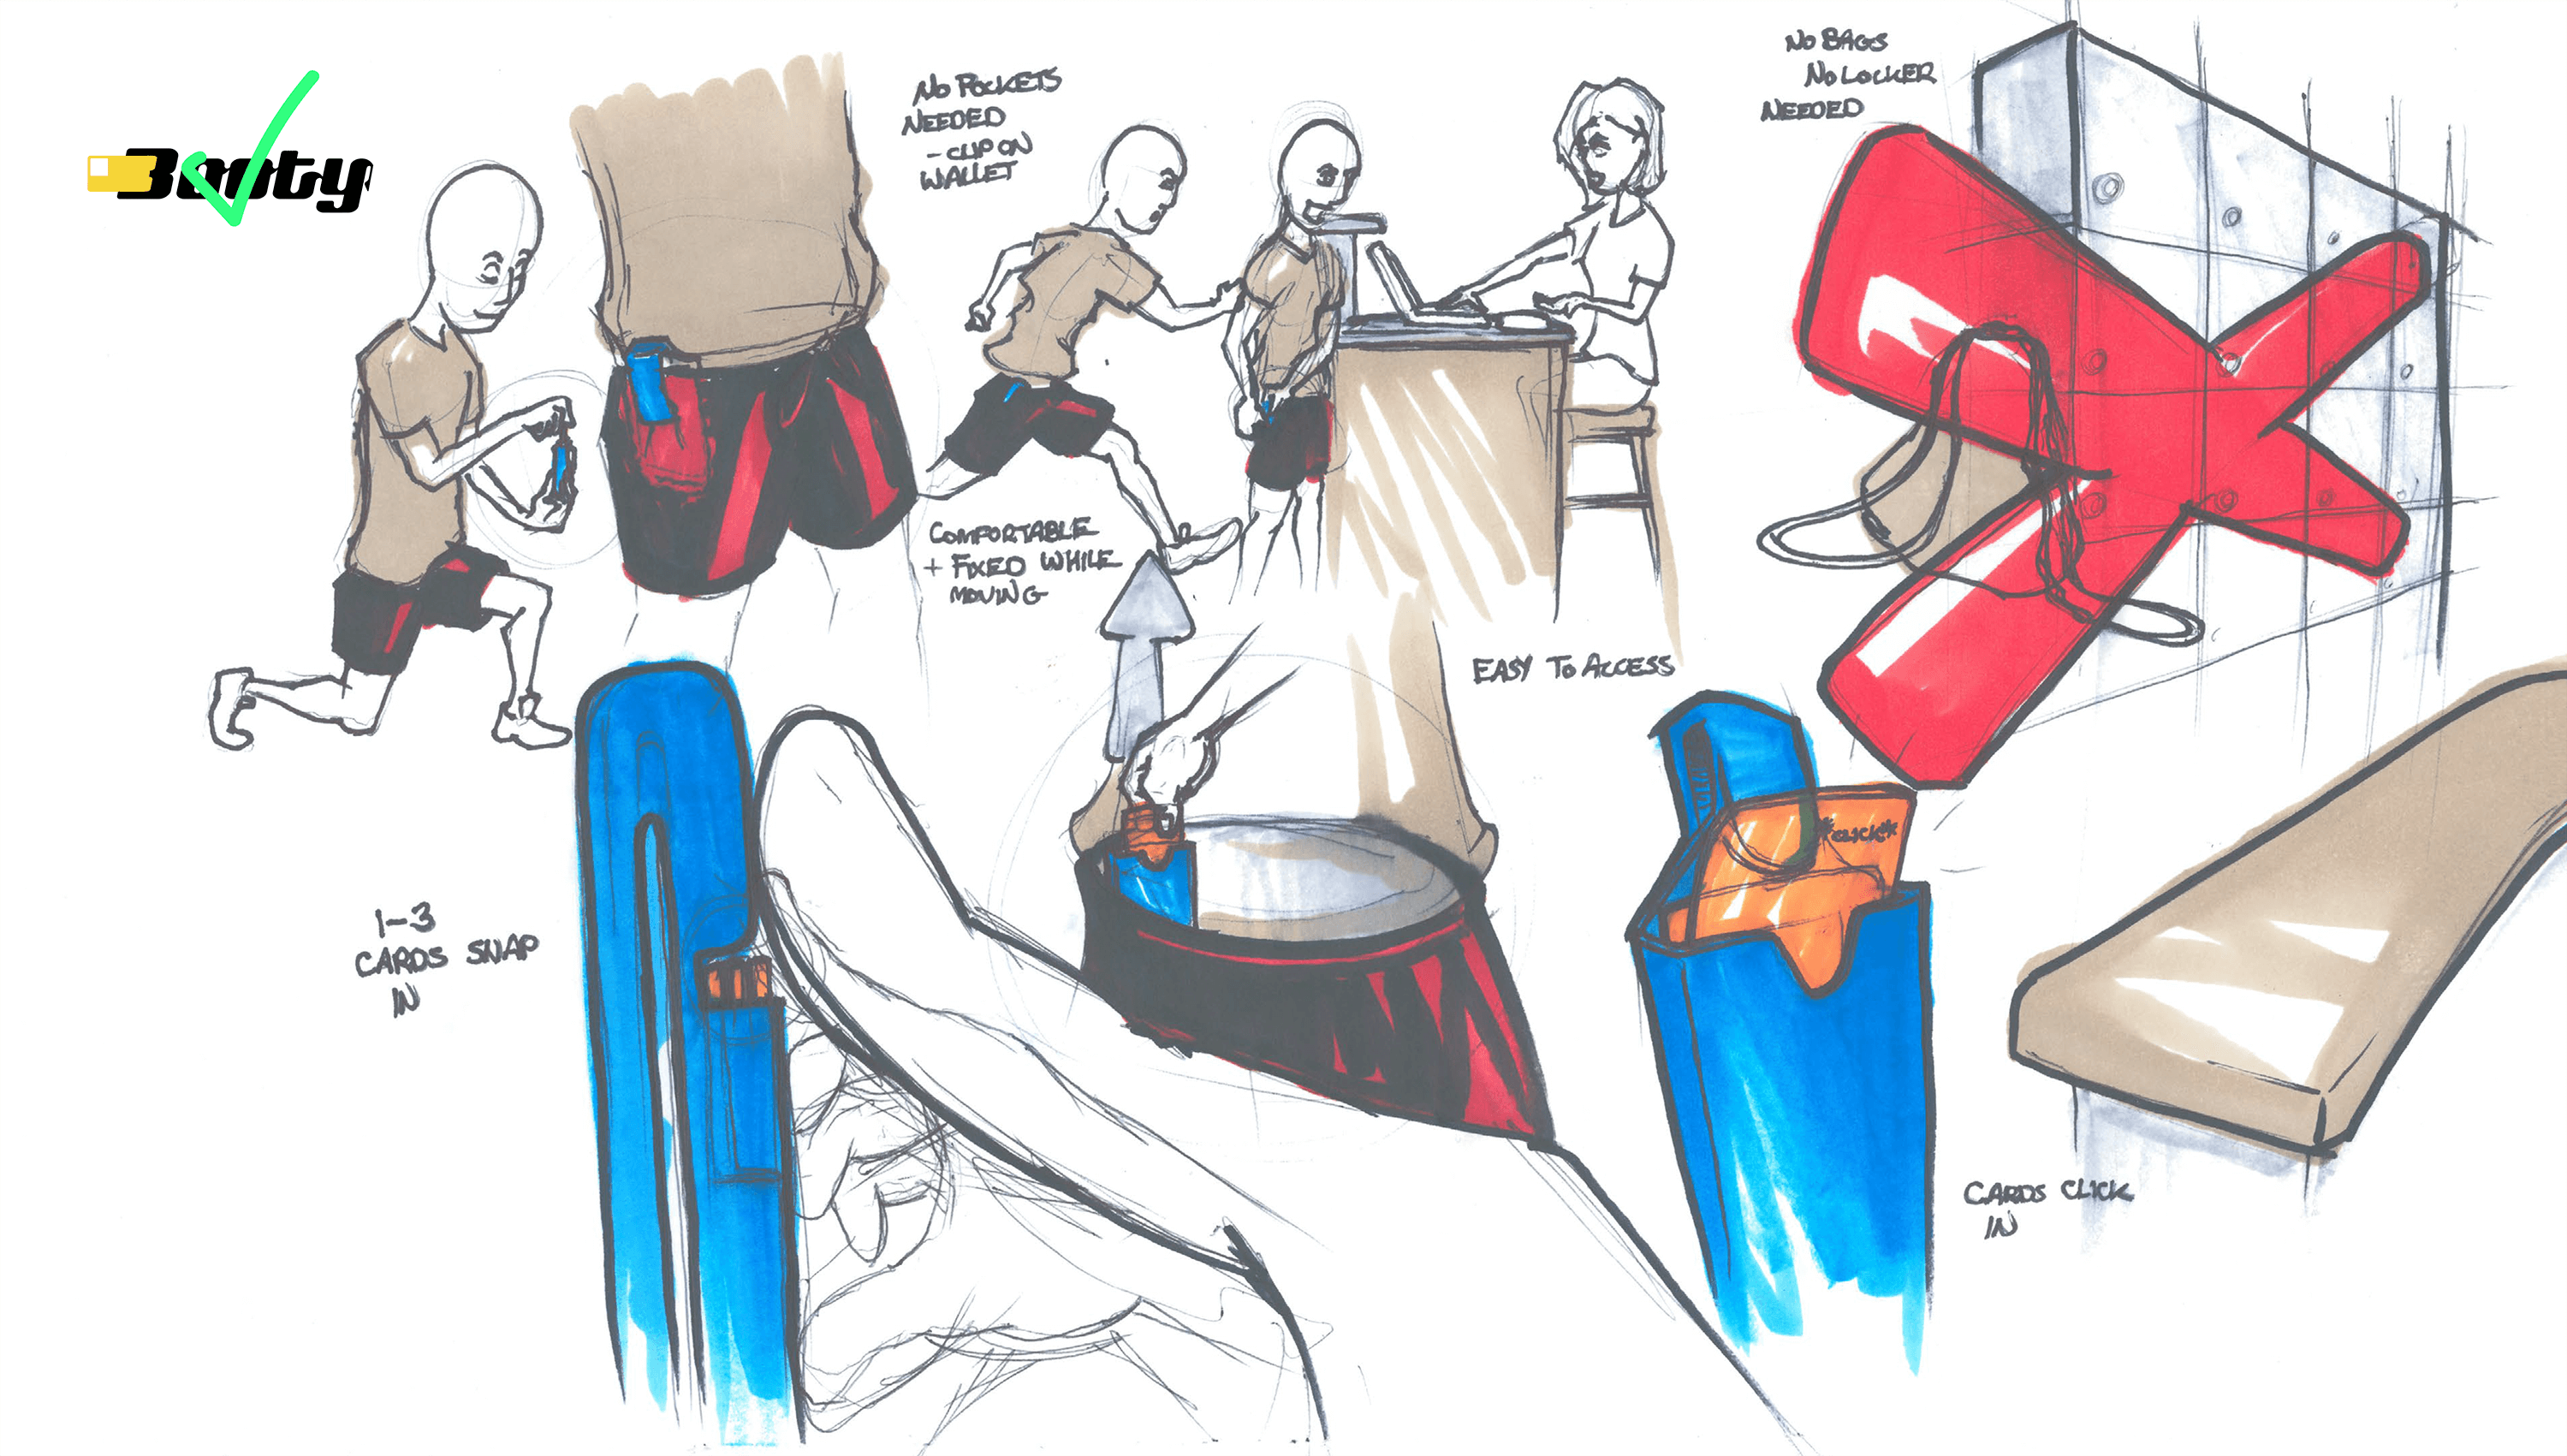 Booty
NO POCKETS
NEEDED
- CLIP ON
WALLET
NO BAGS
NO LOCKER
NEEDED
COMFORTABLE
+ FIXED WHILE
MOVING
EASY TO ACCESS
*CLICK*
1-3
CARDS SNAP
IN
CARDS CLICK
IN